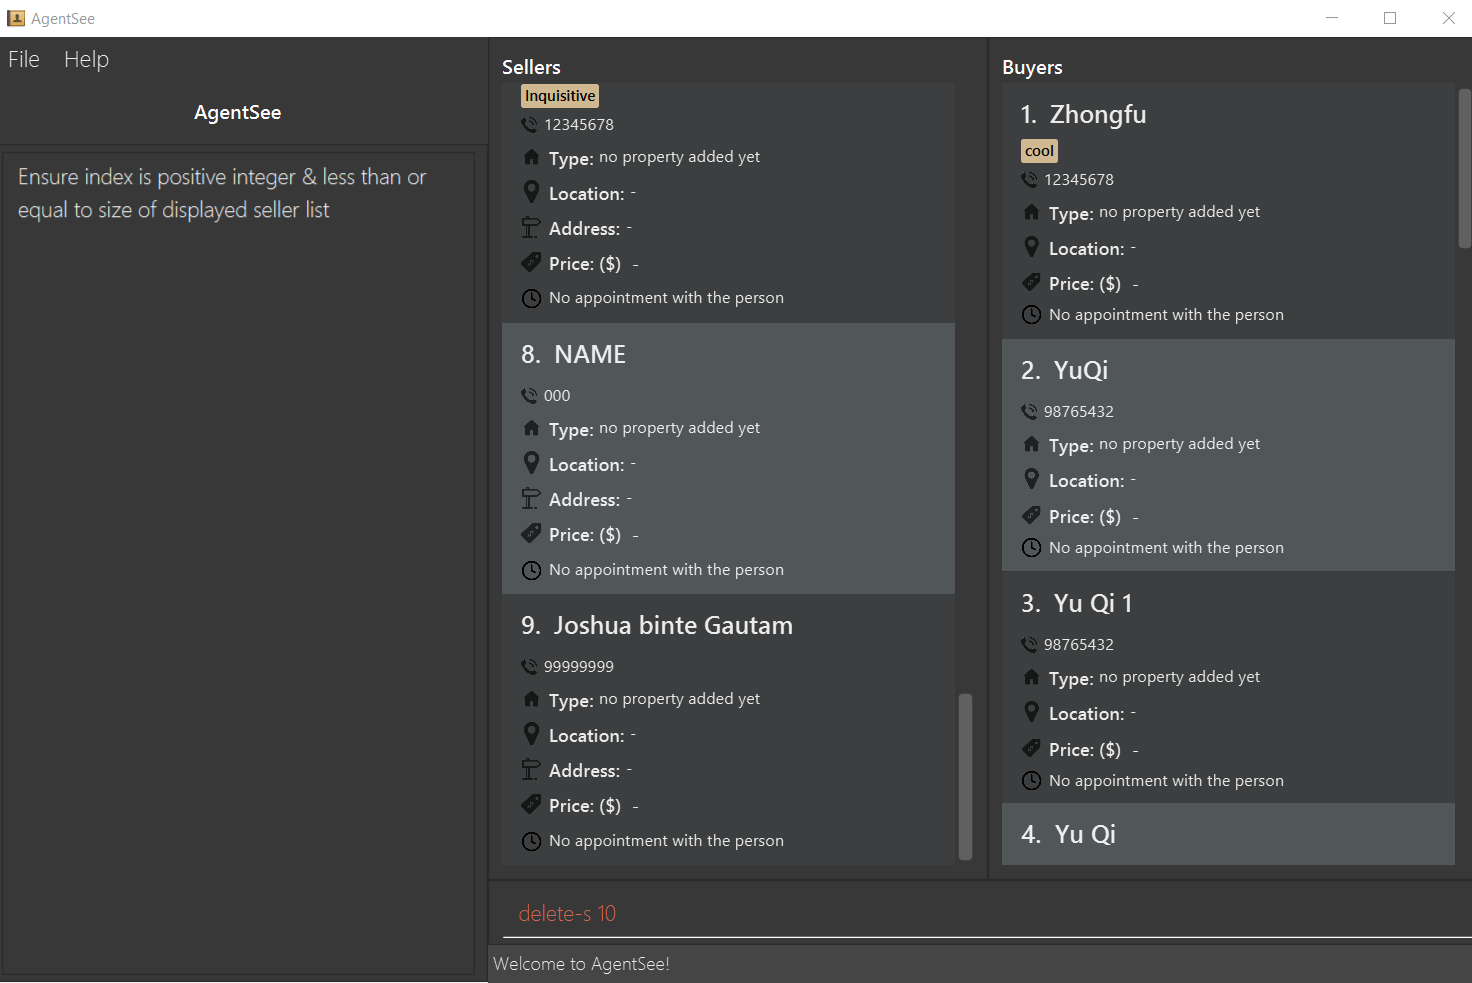 AgentSee
File Help
AgentSee
Ensure index is positive integer & less than or
equal to size of displayed seller list
Sellers
Inquisitive
12345678
Type: no property added yet
Location: -
Address: -
Price: ($) -
No appointment with the person
8. NAME
000
Type: no property added yet
Location: -
Address: -
Price: ($) -
No appointment with the person
9. Joshua binte Gautam
99999999
Type: no property added yet
Location: -
Address: -
Price: ($) -
No appointment with the person
Buyers
1. Zhongfu
cool
12345678
Type: no property added yet
Location: -
Price: ($) -
No appointment with the person
2. YuQi
98765432
Type: no property added yet
Location: -
Price: ($) -
No appointment with the person
3. Yu Qi 1
98765432
Type: no property added yet
Location: -
Price: ($) -
No appointment with the person
4. Yu Qi
delete-s 10
Welcome to AgentSee!